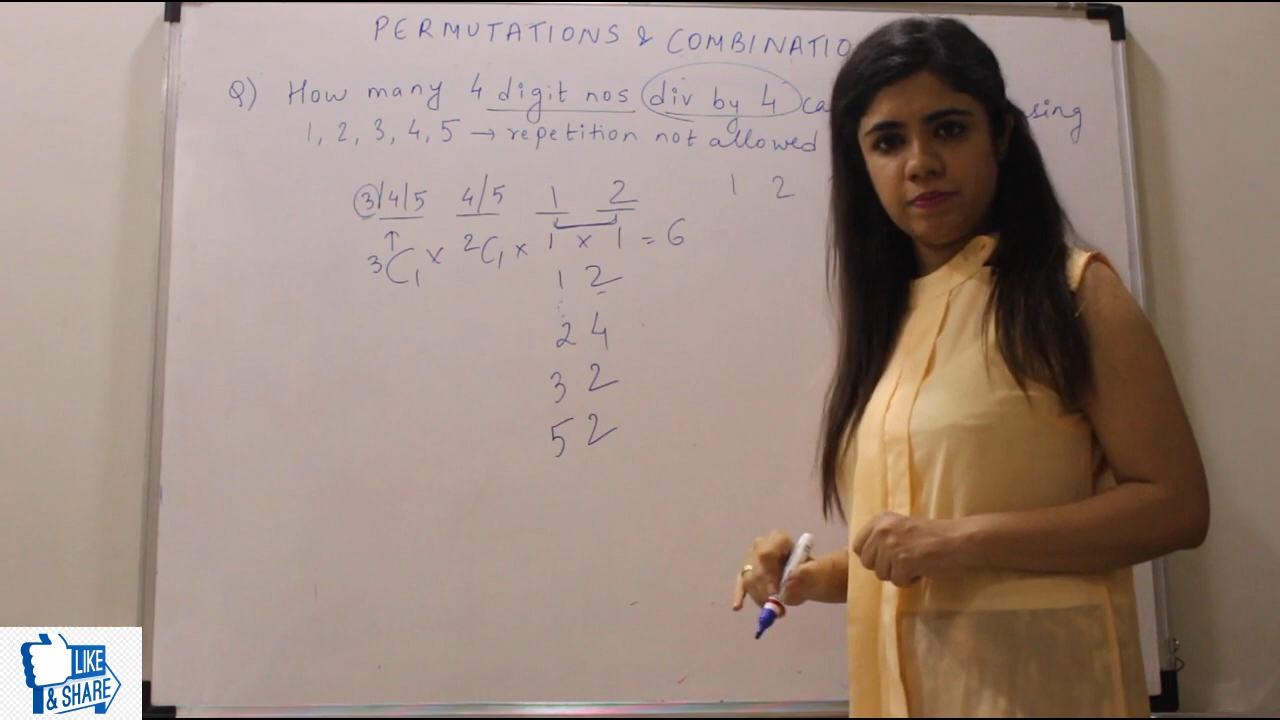 PERMUTATIONS & COMBINATIO
Q) How many 4 digit nos div by 4 ca sing
1, 2, 3, 4, 5 → repetition not allowed
3/4/5 4/5 1 2 1 2
³C₁ x ²C₁ x 1 x 1 = 6
1 2
2 4
3 2
5 2
LIKE
& SHARE